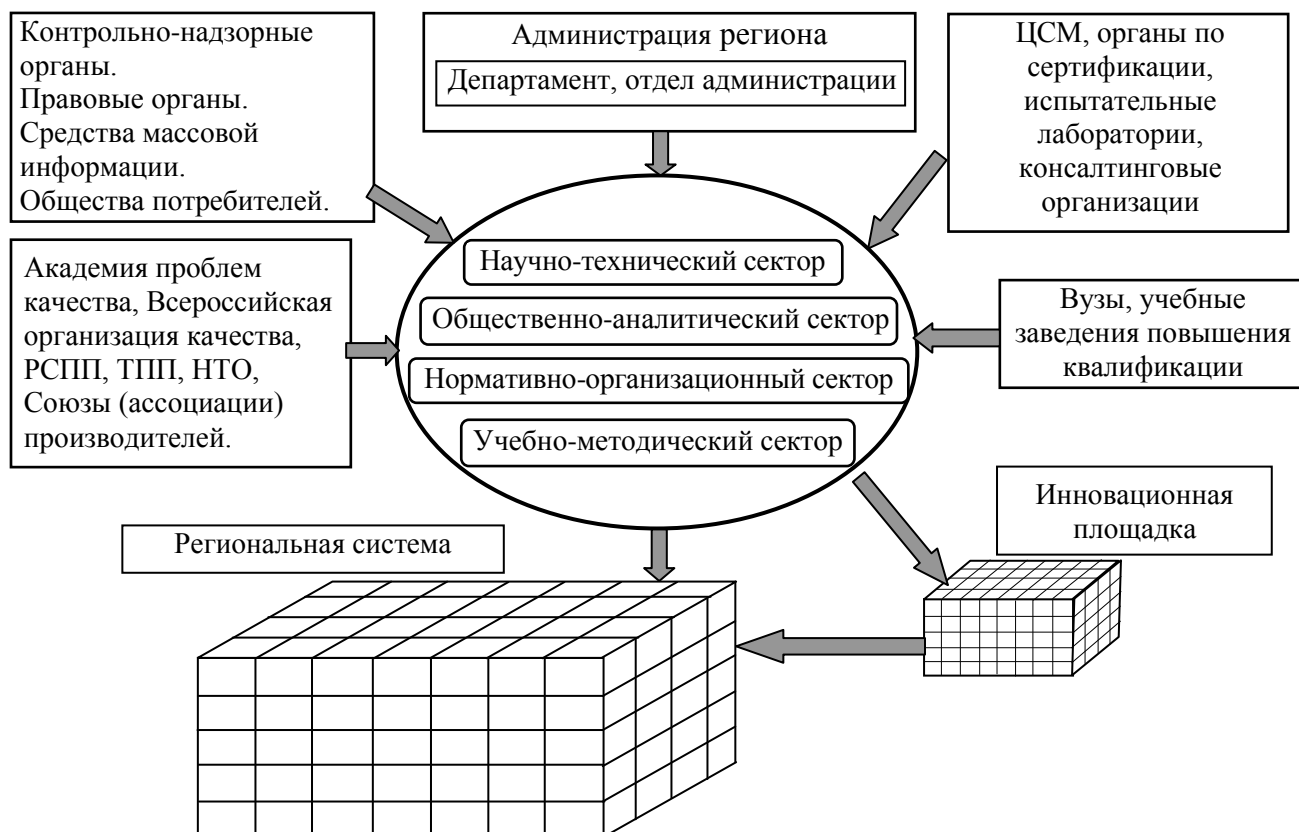 Контрольно-надзорные
органы.
Правовые органы.
Средства массовой
информации.
Общества потребителей.
Администрация региона
Департамент, отдел администрации
ЦСМ, органы по
сертификации,
испытательные
лаборатории,
консалтинговые
организации
Академия проблем
качества, Всероссийская
организация качества,
РСПП, ТПП, НТО,
Союзы (ассоциации)
производителей.
Научно-технический сектор
Общественно-аналитический сектор
Нормативно-организационный сектор
Учебно-методический сектор
Вузы, учебные
заведения повышения
квалификации
Региональная система
Инновационная
площадка